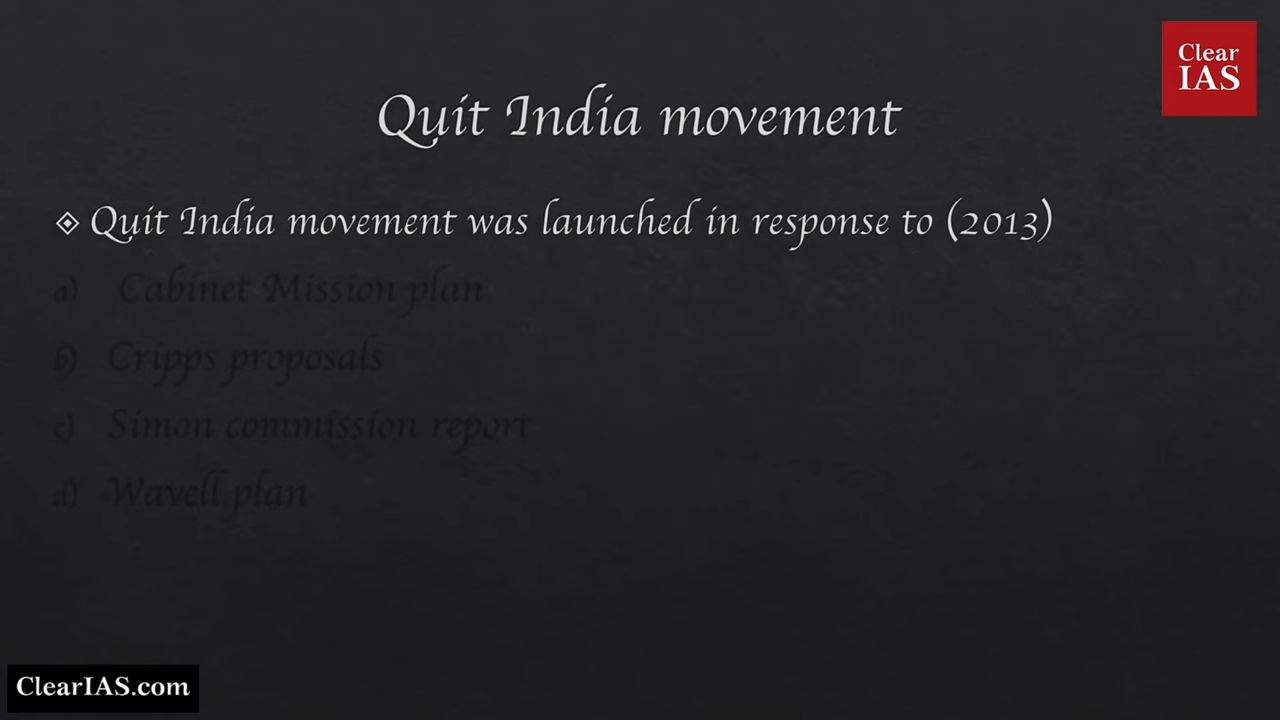 Clear
IAS
Quit India movement
Quit India movement was launched in response to (2013)
a) Cabinet Mission plan
b) Cripps proposals
c) Simon commission report
d) Wavell plan
ClearIAS.com